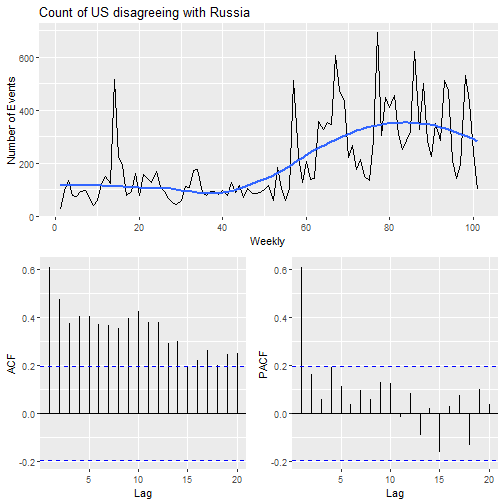 Count of US disagreeing with Russia
Number of Events
600
400
200
0
0 20 40 60 80 100
Weekly
ACF
0.6
0.4
0.2
0.0
-0.2
5 10 15 20
Lag
PACF
0.6
0.4
0.2
0.0
-0.2
5 10 15 20
Lag